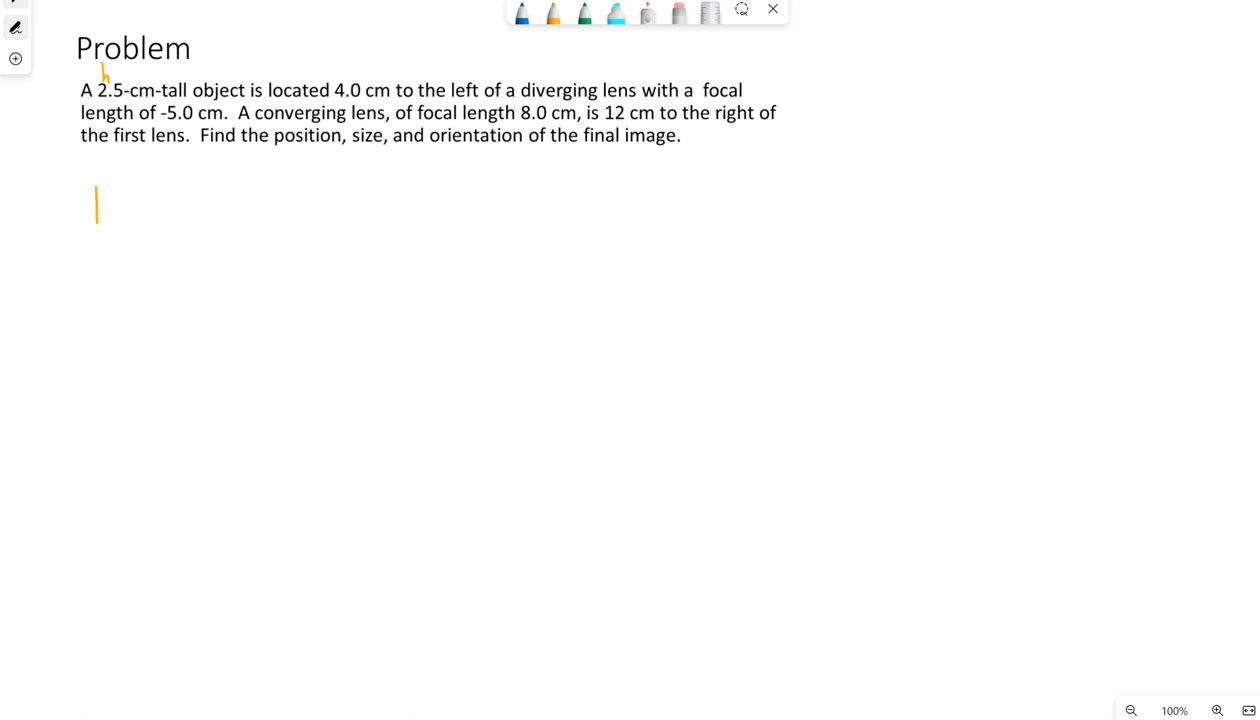 Problem
h
A 2.5-cm-tall object is located 4.0 cm to the left of a diverging lens with a focal
length of -5.0 cm. A converging lens, of focal length 8.0 cm, is 12 cm to the right of
the first lens. Find the position, size, and orientation of the final image.
100%